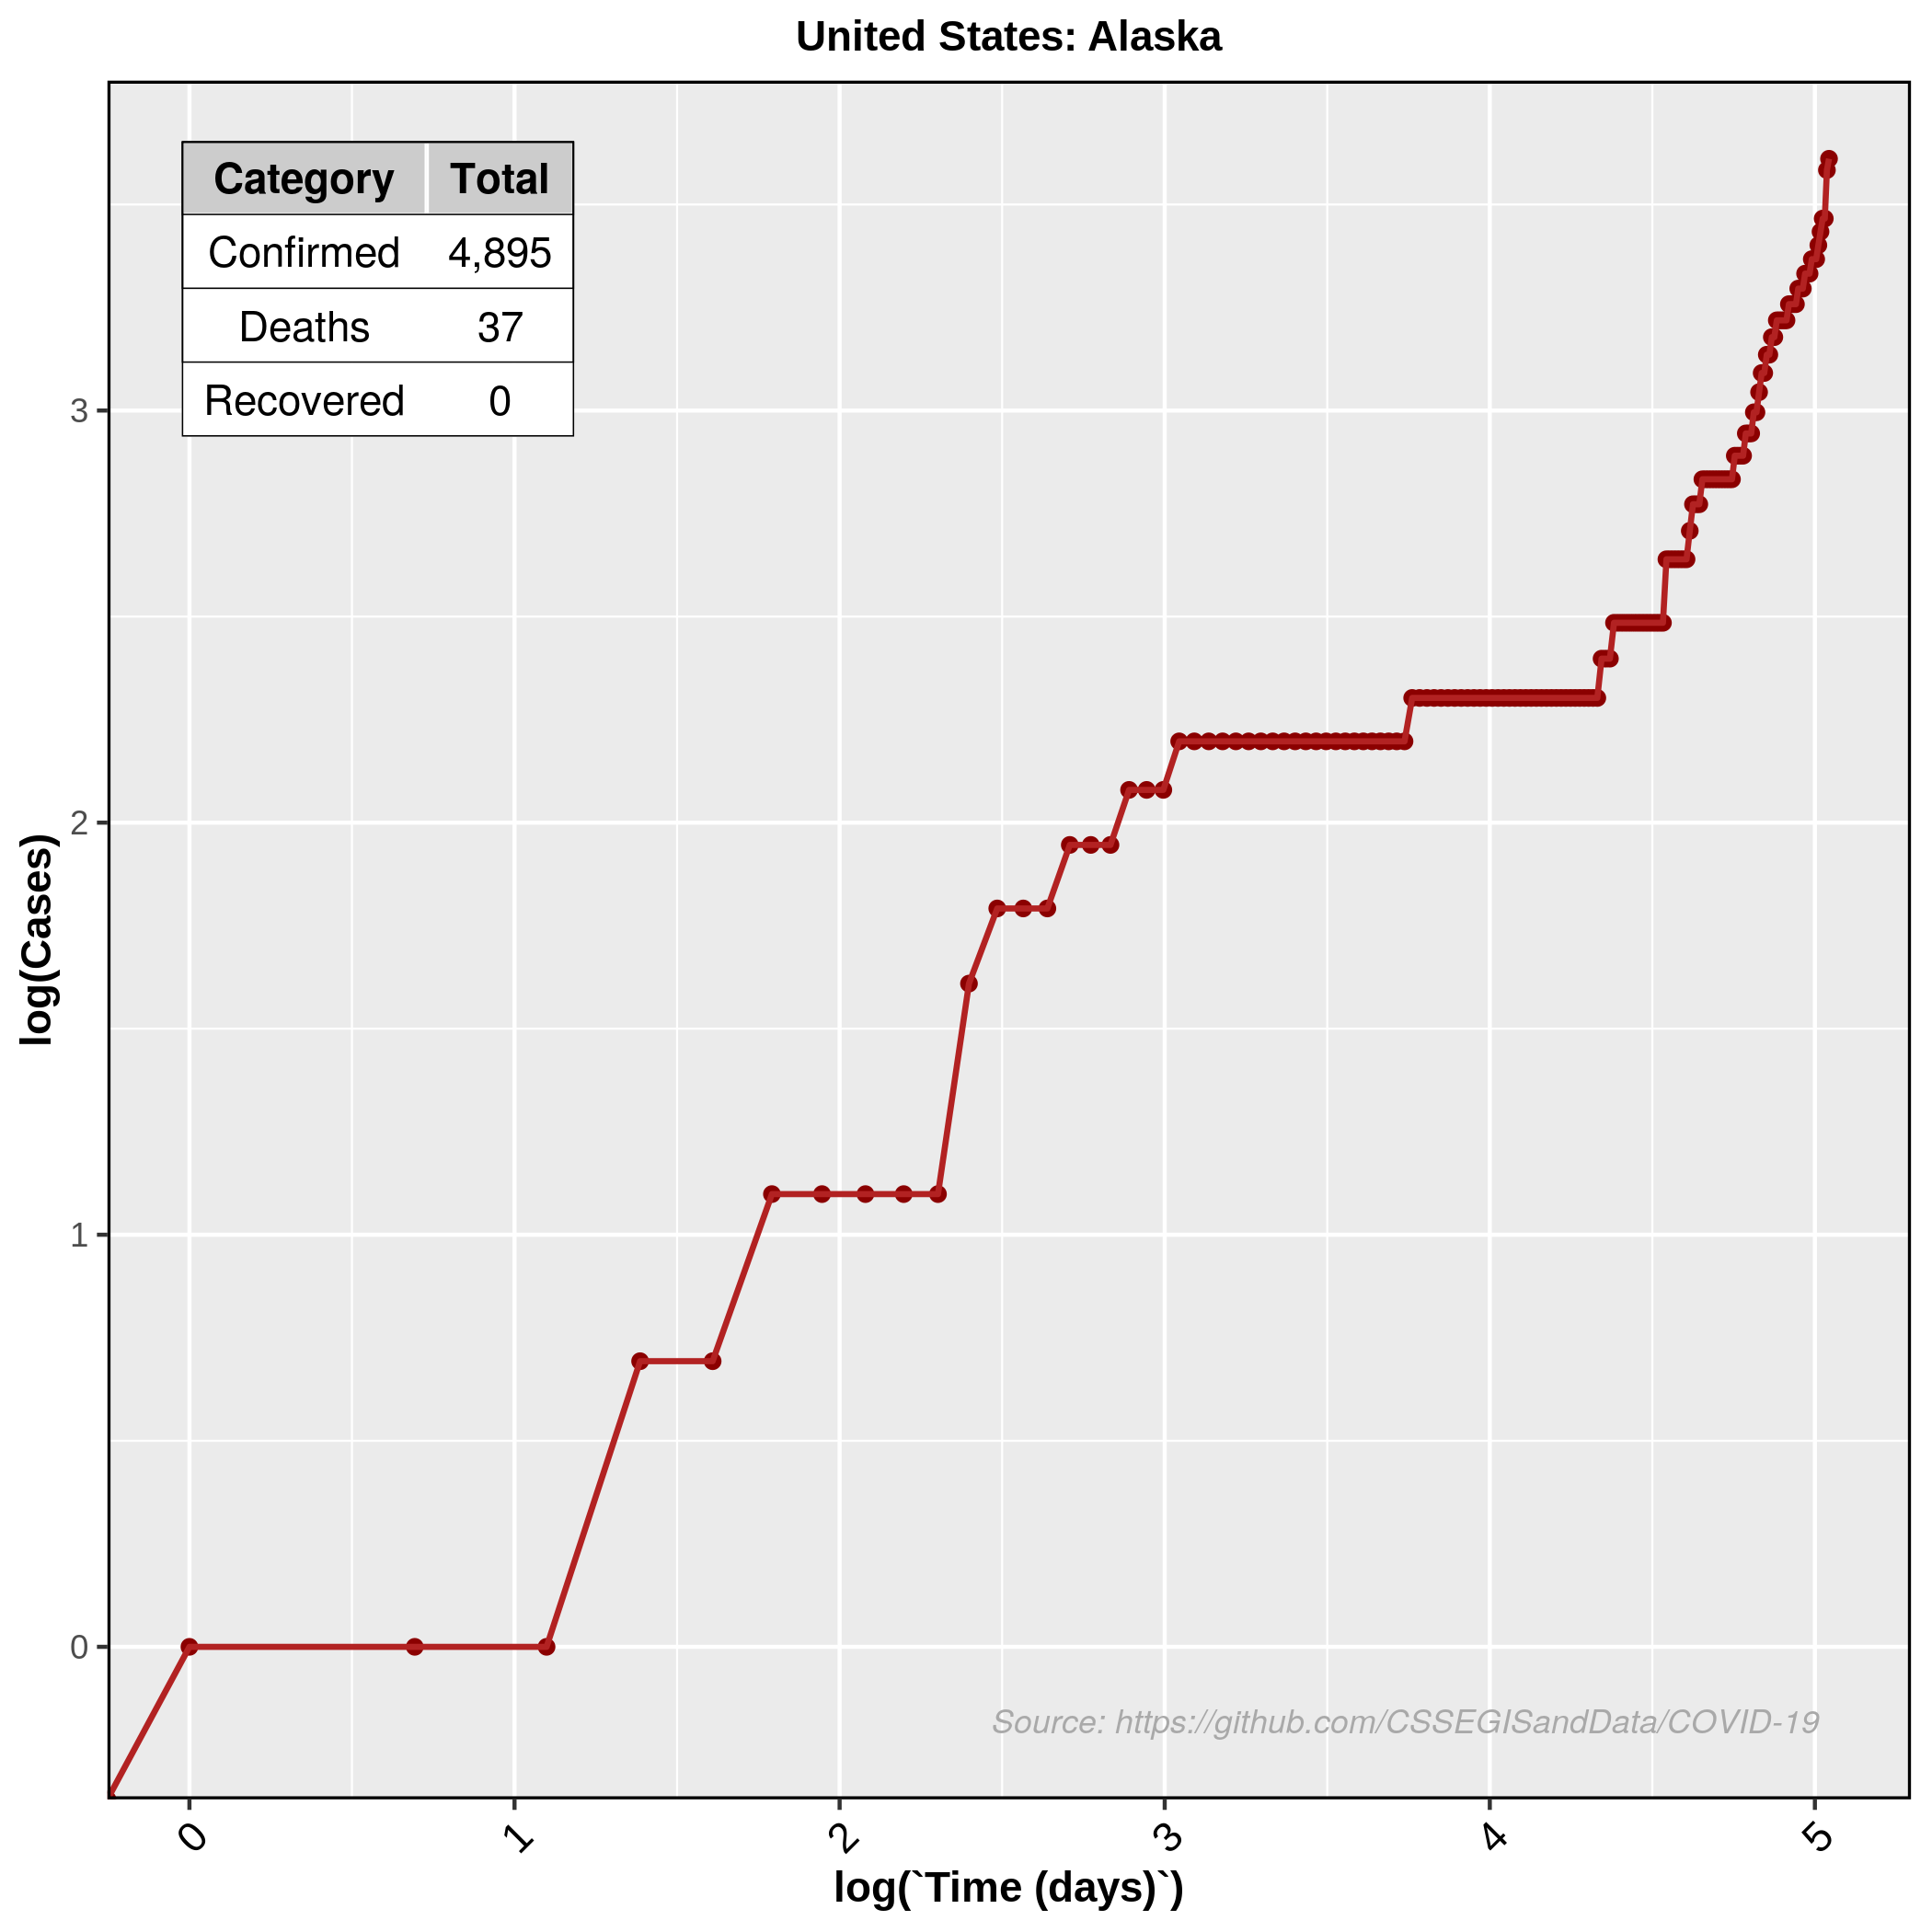 United States: Alaska
Category Total
Confirmed 4,895
Deaths 37
Recovered 0
3
2
1
0
log(Cases)
Source: https://github.com/CSSEGISandData/COVID-19
0 1 2 3 4 5
log(`Time (days)`)